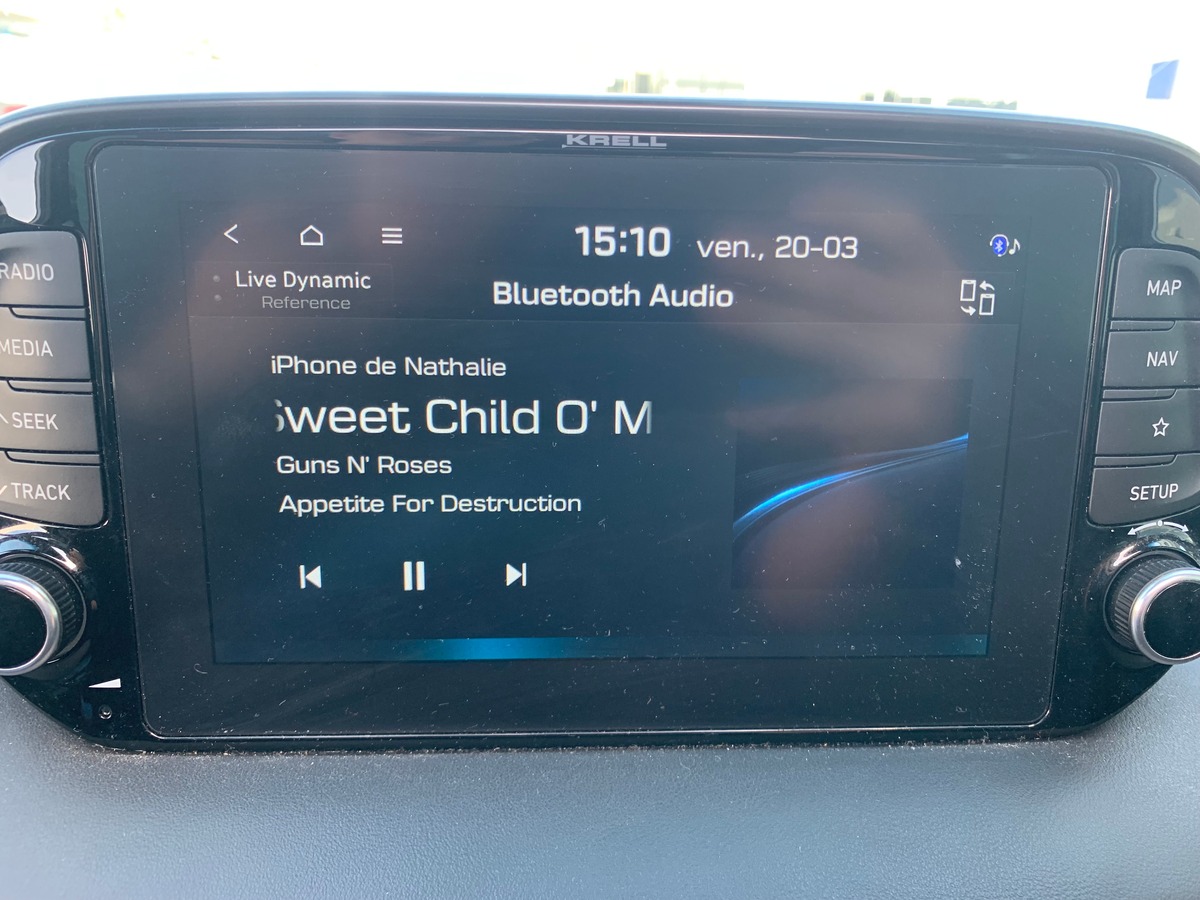 KRELL
15:10 ven., 20-03
Live Dynamic
Reference
Bluetooth Audio
iPhone de Nathalie
Sweet Child O' M
Guns N' Roses
Appetite For Destruction
RADIO
MEDIA
SEEK
TRACK
MAP
NAV
SETUP